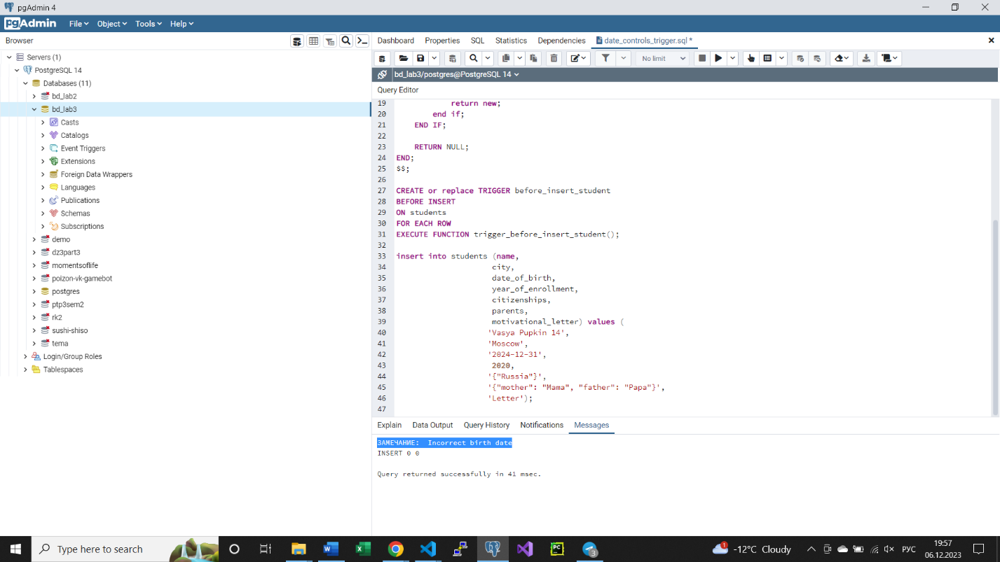 pgAdmin 4
pgAdmin File Object Tools Help
Browser
Servers (1)
PostgreSQL 14
Databases (11)
bd_lab2
bd_lab3
Casts
Catalogs
Event Triggers
Extensions
Foreign Data Wrappers
Languages
Publications
Schemas
Subscriptions
demo
dz3part3
momentsoflife
poizon-vk-gamebot
postgres
ptp3sem2
rk2
sushi-shiso
tema
Login/Group Roles
Tablespaces
Dashboard Properties SQL Statistics Dependencies date_controls_trigger.sql *
No limit
bd_lab3/postgres@PostgreSQL 14
Query Editor
19 return new;
20 end if;
21 END IF;
22
23 RETURN NULL;
24 END;
25 $$;
26
27 CREATE or replace TRIGGER before_insert_student
28 BEFORE INSERT
29 ON students
30 FOR EACH ROW
31 EXECUTE FUNCTION trigger_before_insert_student();
32
33 insert into students (name,
34 city,
35 date_of_birth,
36 year_of_enrollment,
37 citizenships,
38 parents,
39 motivational_letter) values (
40 'Vasya Pupkin 14',
41 'Moscow',
42 '2024-12-31',
43 2020,
44 '{"Russia"}',
45 '{"mother": "Mama", "father": "Papa"}',
46 'Letter');
47
Explain Data Output Query History Notifications Messages
ЗАМЕЧАНИЕ: Incorrect birth date
INSERT 0 0
Query returned successfully in 41 msec.
Type here to search
W
X
PC
3
1
-12°C Cloudy
РУС
19:57
06.12.2023